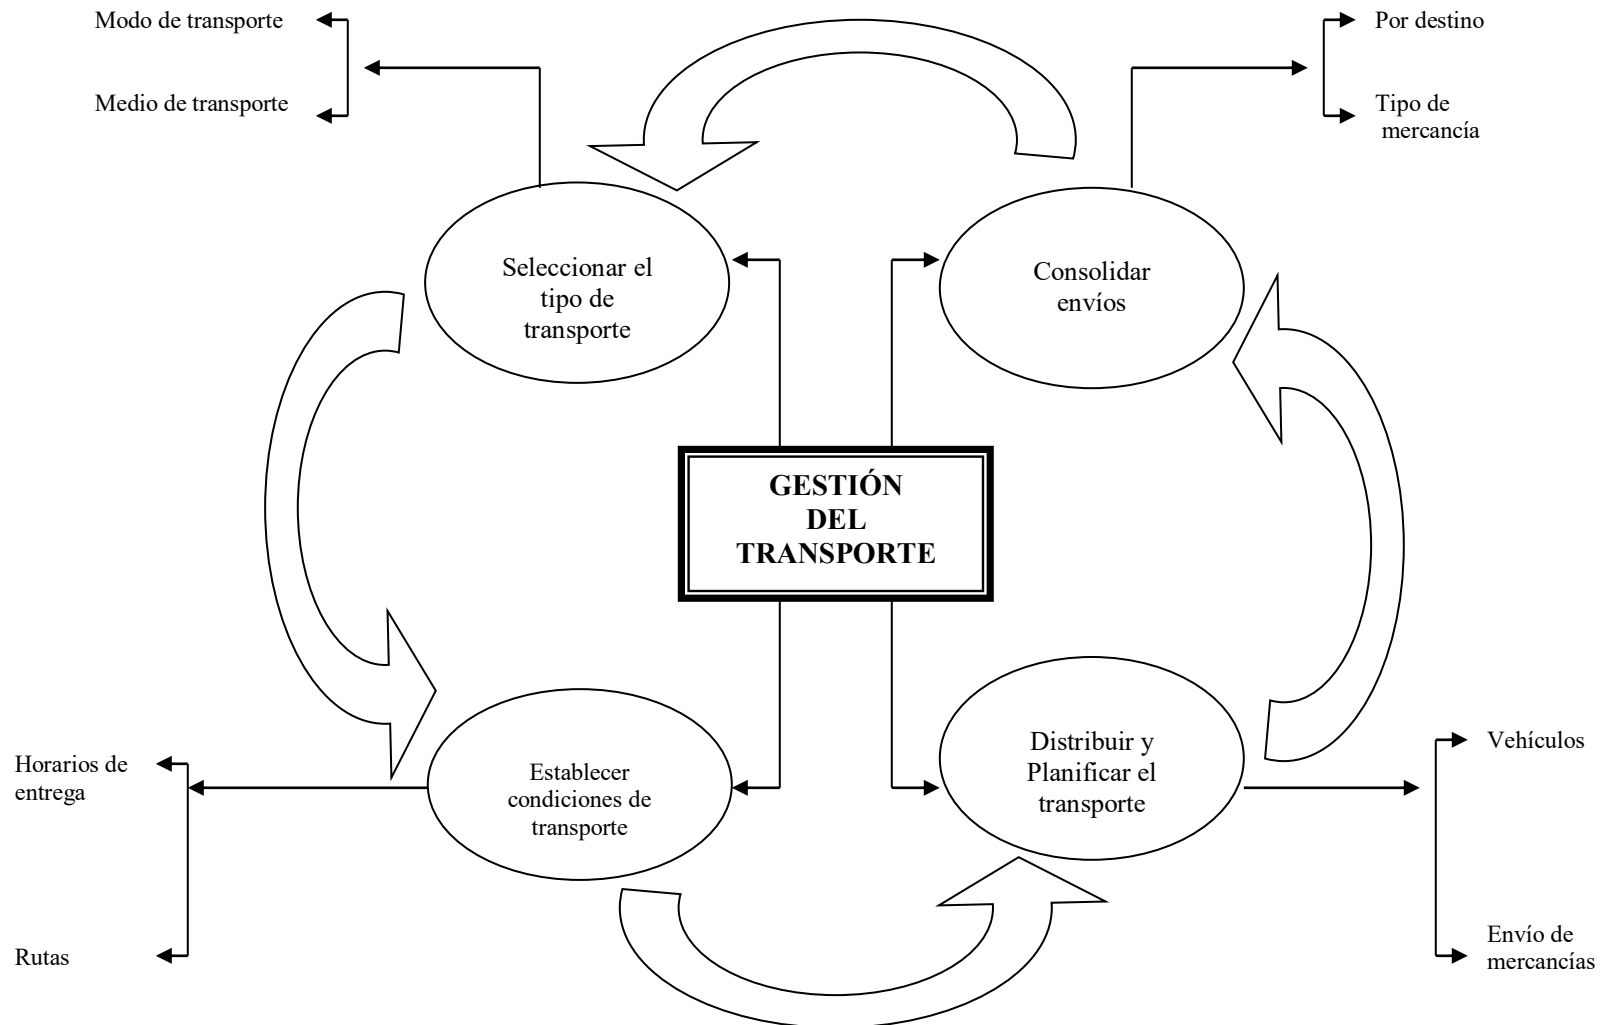 Modo de transporte
Medio de transporte
Por destino
Tipo de
mercancía
Seleccionar el
tipo de
transporte
Consolidar
envíos
GESTIÓN
DEL
TRANSPORTE
Horarios de
entrega
Rutas
Establecer
condiciones de
transporte
Distribuir y
Planificar el
transporte
Vehículos
Envío de
mercancías